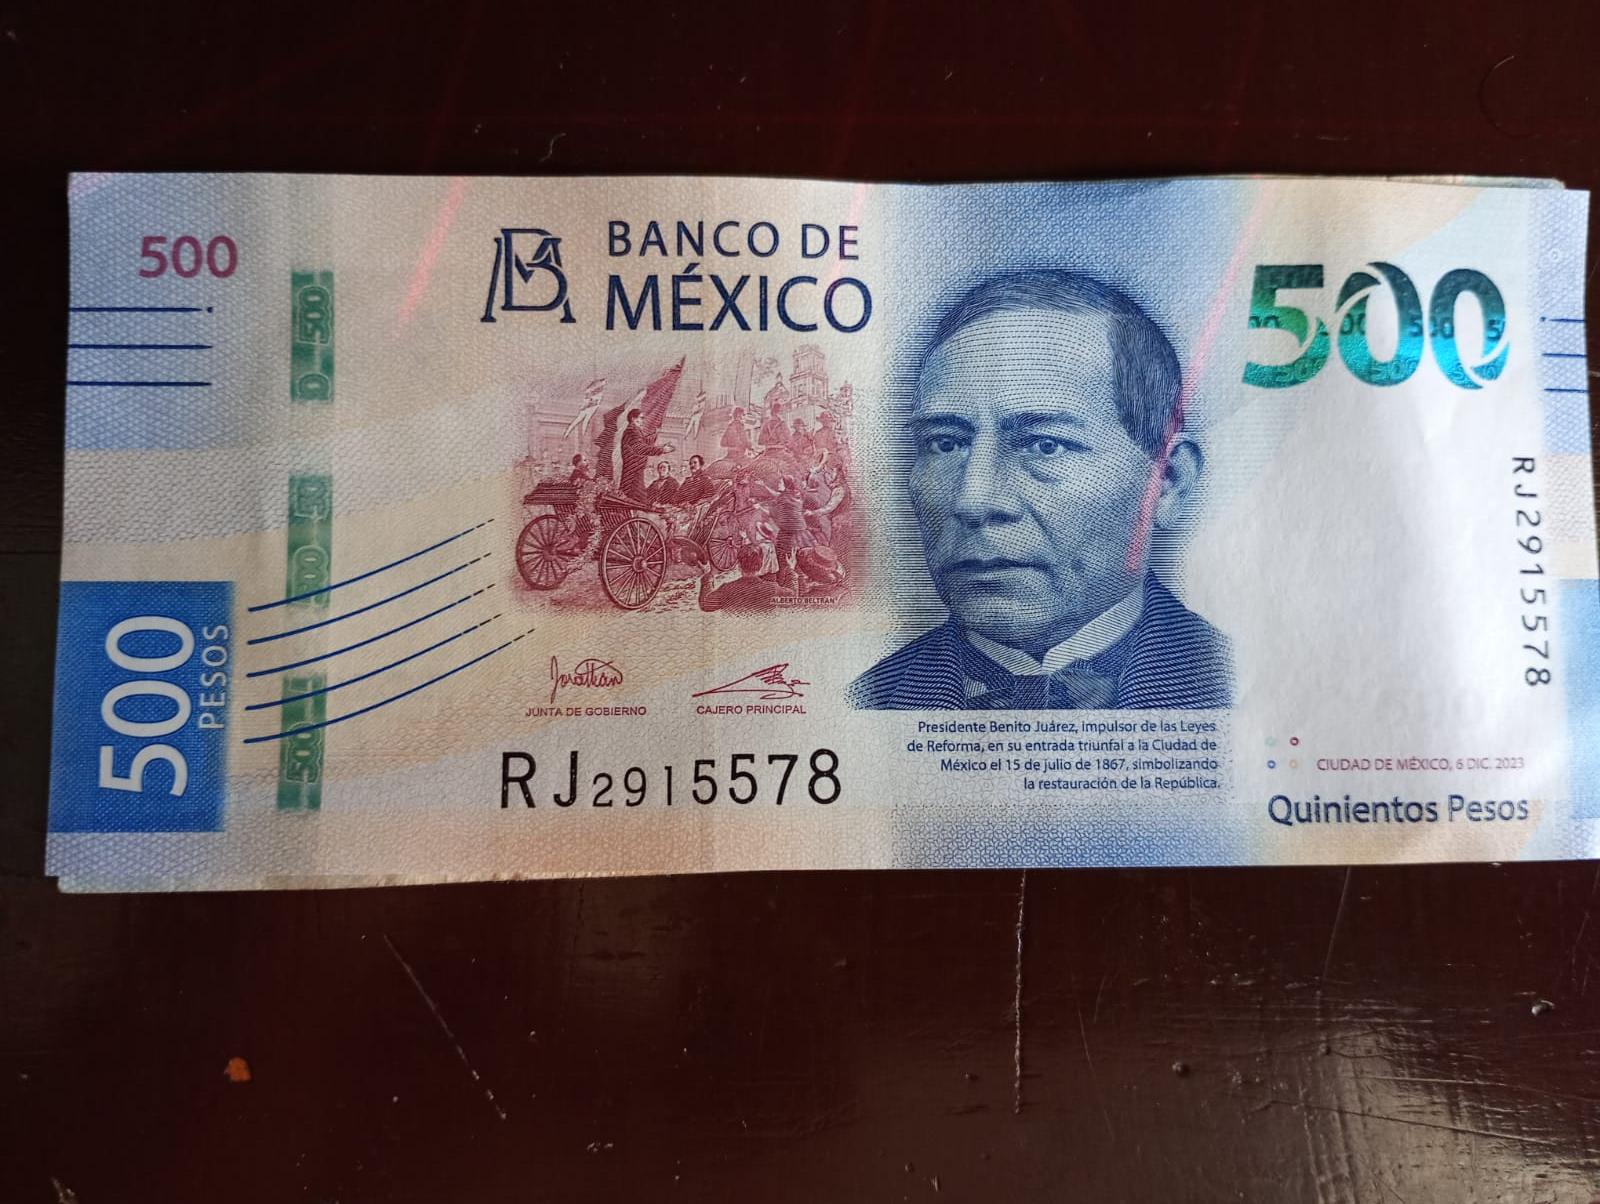 500
BM
BANCO DE
MÉXICO
500
RJ2915578
ALBERTO BELTRÁN
500
PESOS
JUNTA DE GOBIERNO
CAJERO PRINCIPAL
RJ2915578
Presidente Benito Juárez, impulsor de las Leyes
de Reforma, en su entrada triunfal a la Ciudad de
México el 15 de julio de 1867, simbolizando
la restauración de la República.
CIUDAD DE MÉXICO, 6 DIC. 2023
Quinientos Pesos